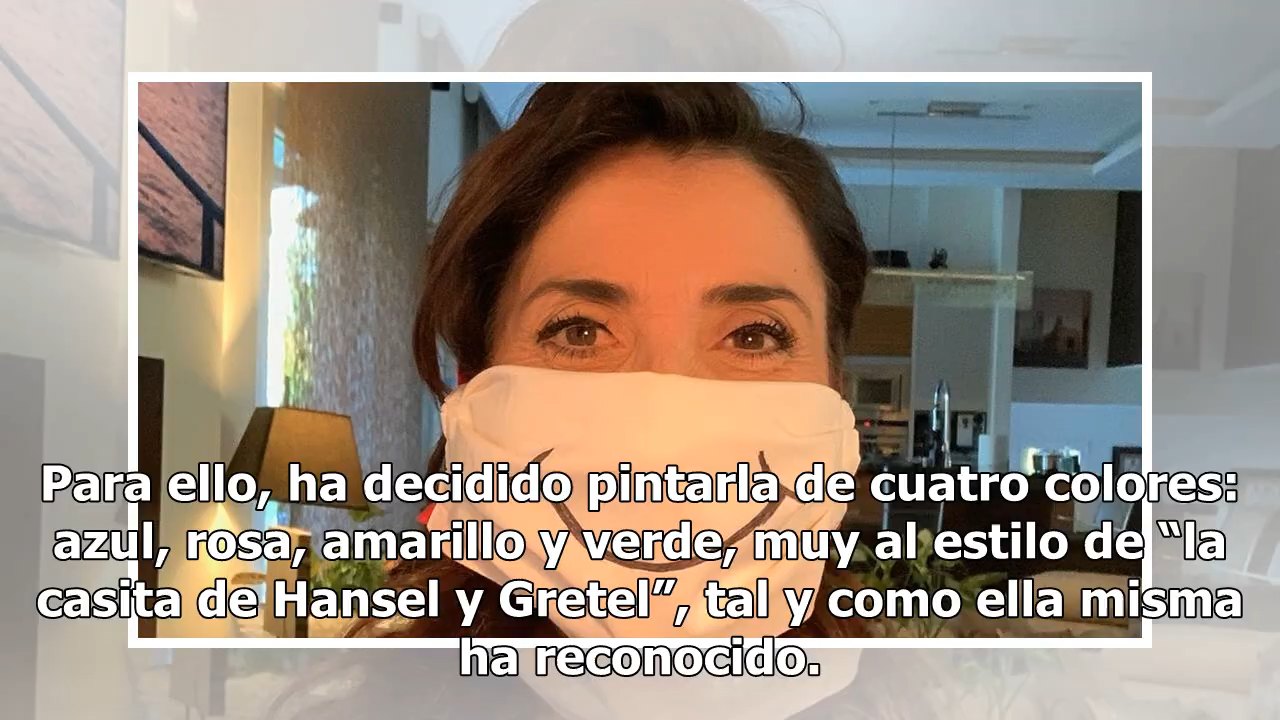 Para ello, ha decidido pintarla de cuatro colores:
azul, rosa, amarillo y verde, muy al estilo de “la
casita de Hansel y Gretel”, tal y como ella misma
ha reconocido.